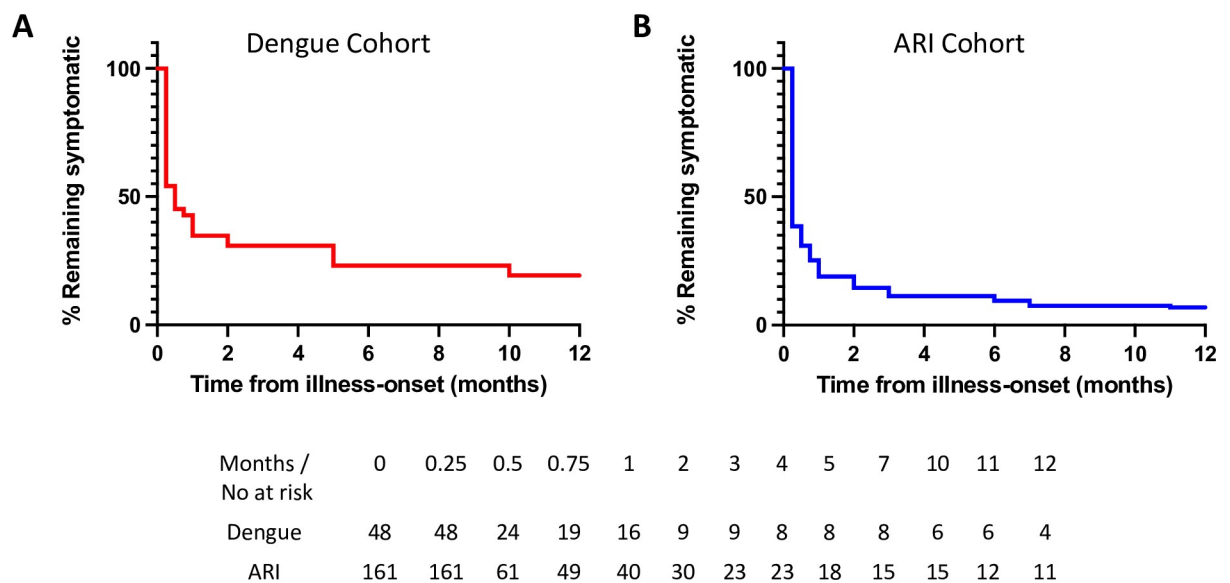 A
Dengue Cohort
% Remaining symptomatic
100
50
0
0 2 4 6 8 10 12
Time from illness-onset (months)
B
ARI Cohort
% Remaining symptomatic
100
50
0
0 2 4 6 8 10 12
Time from illness-onset (months)
Months / 0 0.25 0.5 0.75 1 2 3 4 5 7 10 11 12
No at risk
Dengue 48 48 24 19 16 9 9 8 8 8 6 6 4
ARI 161 161 61 49 40 30 23 23 18 15 15 12 11